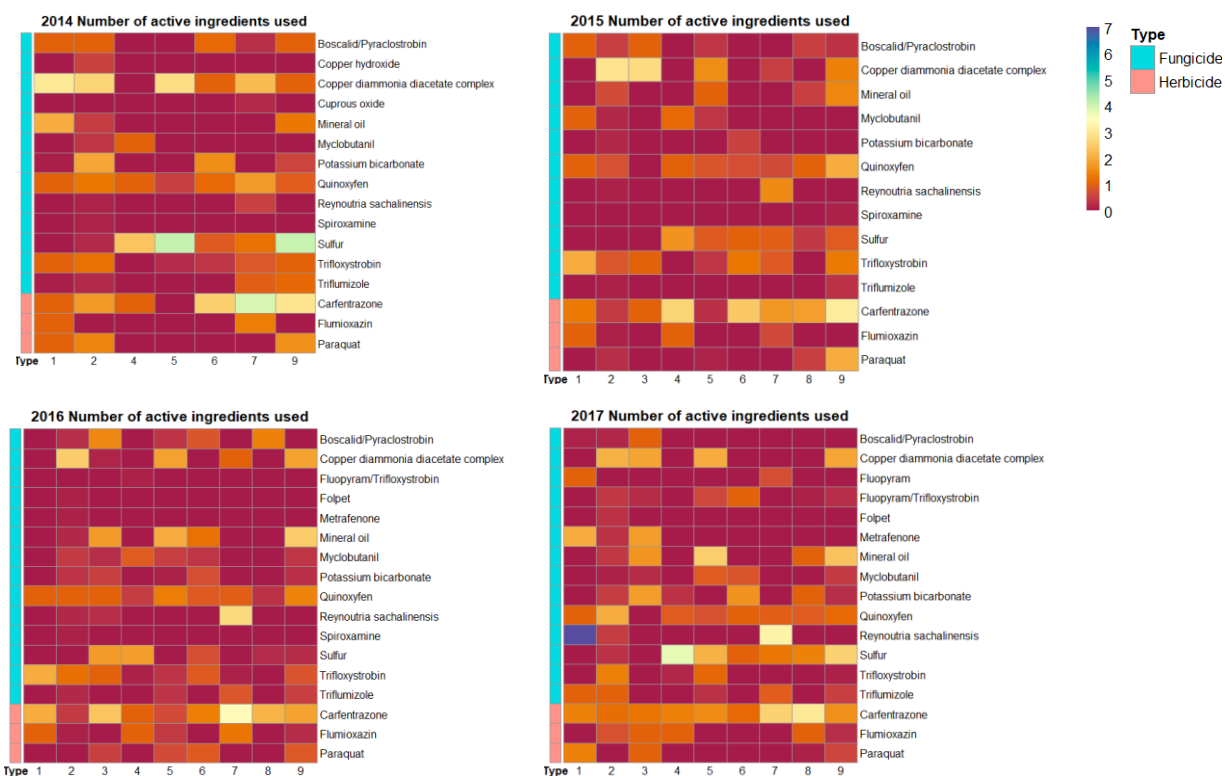 2014 Number of active ingredients used
Boscalid/Pyraclostrobin
Copper hydroxide
Copper diammonia diacetate complex
Cuprous oxide
Mineral oil
Myclobutanil
Potassium bicarbonate
Quinoxyfen
Reynoutria sachalinensis
Spiroxamine
Sulfur
Trifloxystrobin
Triflumizole
Carfentrazone
Flumioxazin
Paraquat
Type 1 2 4 5 6 7 9
2015 Number of active ingredients used
Boscalid/Pyraclostrobin
Copper diammonia diacetate complex
Mineral oil
Myclobutanil
Potassium bicarbonate
Quinoxyfen
Reynoutria sachalinensis
Spiroxamine
Sulfur
Trifloxystrobin
Triflumizole
Carfentrazone
Flumioxazin
Paraquat
Type 1 2 3 4 5 6 7 8 9
7
6
5
4
3
2
1
0
Type
Fungicide
Herbicide
2016 Number of active ingredients used
Boscalid/Pyraclostrobin
Copper diammonia diacetate complex
Fluopyram/Trifloxystrobin
Folpet
Metrafenone
Mineral oil
Myclobutanil
Potassium bicarbonate
Quinoxyfen
Reynoutria sachalinensis
Spiroxamine
Sulfur
Trifloxystrobin
Triflumizole
Carfentrazone
Flumioxazin
Paraquat
Type 1 2 3 4 5 6 7 8 9
2017 Number of active ingredients used
Boscalid/Pyraclostrobin
Copper diammonia diacetate complex
Fluopyram
Fluopyram/Trifloxystrobin
Folpet
Metrafenone
Mineral oil
Myclobutanil
Potassium bicarbonate
Quinoxyfen
Reynoutria sachalinensis
Sulfur
Trifloxystrobin
Triflumizole
Carfentrazone
Flumioxazin
Paraquat
Type 1 2 3 4 5 6 7 8 9